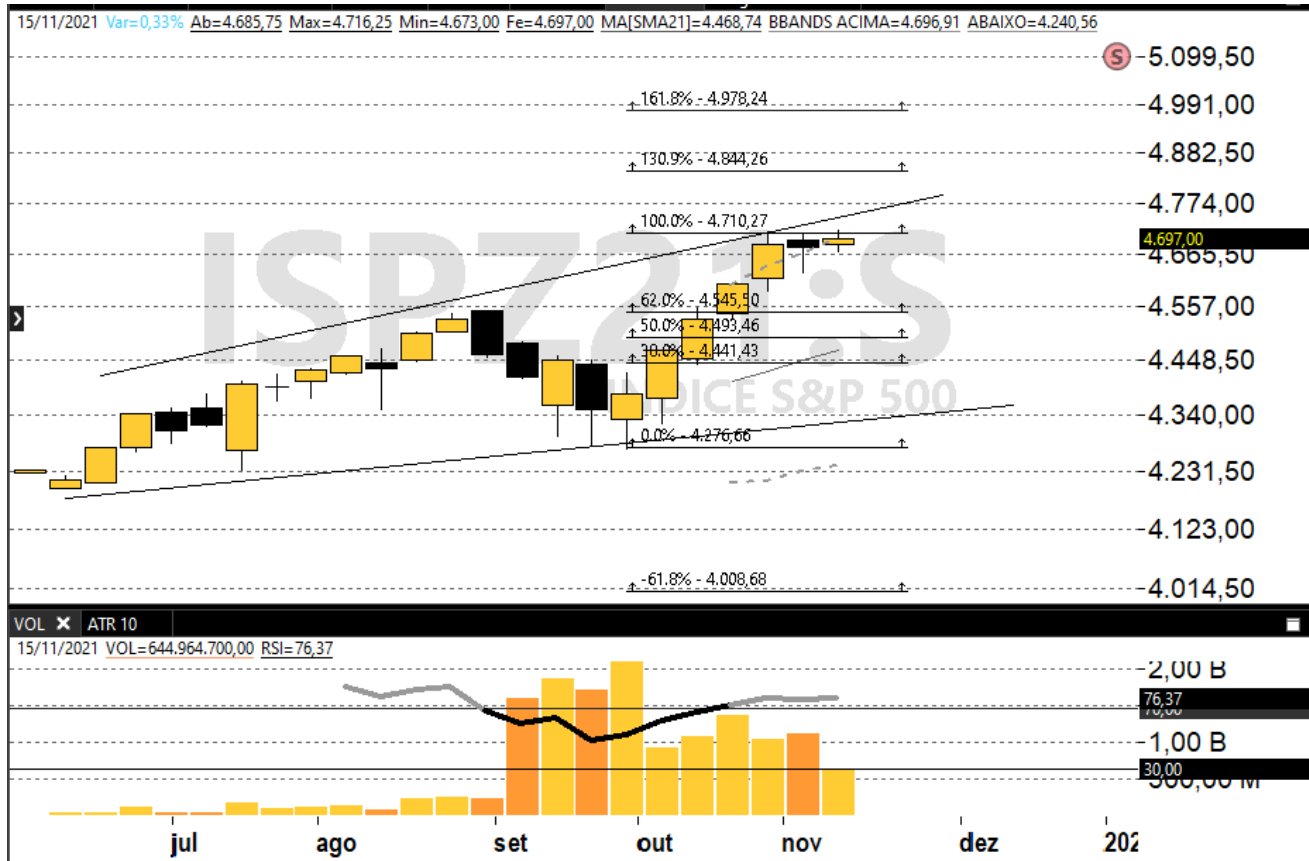 15/11/2021 Var=0,33% Ab=4.685,75 Max=4.716,25 Min=4.673,00 Fe=4.697,00 MA[SMA21]=4.468,74 BBANDS ACIMA=4.696,91 ABAIXO=4.240,56
S
5.099,50
161.8% - 4.978,24
4.991,00
130.9% - 4.844,26
4.882,50
4.774,00
100.0% - 4.710,27
4.697,00
4.665,50
ISPZ21:S
62.0% - 4.545,50
4.557,00
50.0% - 4.493,46
4.441,43
4.448,50
INDICE S&P 500
4.340,00
0.0% - 4.276,66
4.231,50
4.123,00
-61.8% - 4.008,68
4.014,50
VOL ATR 10
15/11/2021 VOL=644.964.700,00 RSI=76,37
2,00 B
76,37
70,00
1,00 B
30,00
jul ago set out nov dez